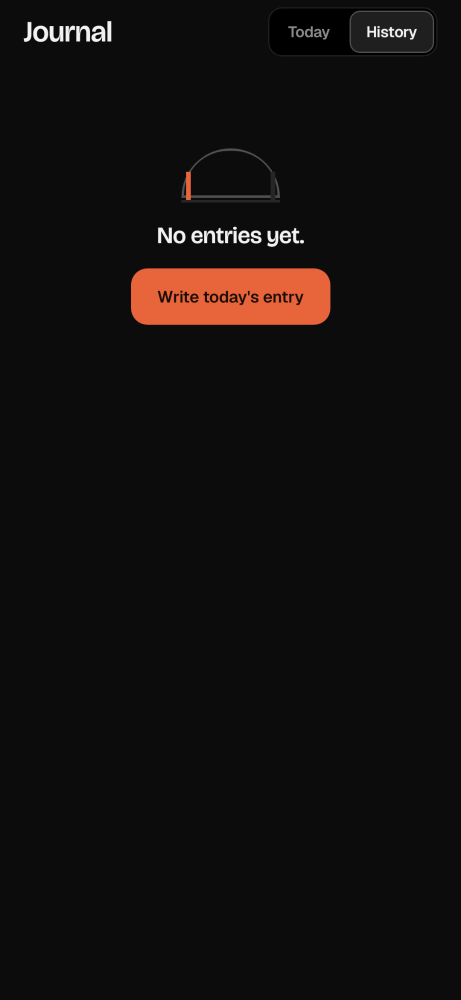 Journal
Today
History
No entries yet.
Write today's entry